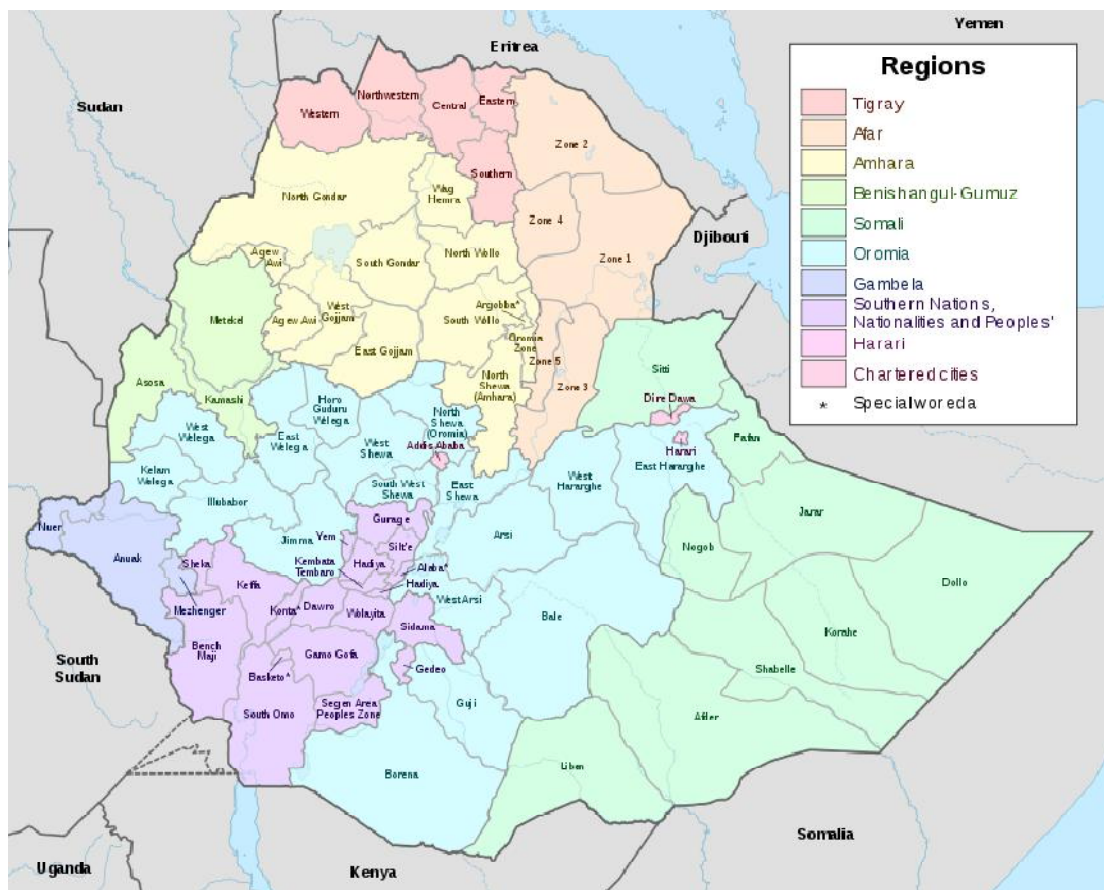 Yemen
Eritrea
Sudan
Regions
Tigray
Afar
Amhara
Benishangul-Gumuz
Somali
Oromia
Gambela
Southern Nations,
Nationalities and Peoples'
Harari
Chartered cities
* Special woreda
Northwestern
Western
Central
Eastern
Southern
Zone 2
Zone 4
Zone 1
Djibouti
North Gondar
Wag
Hemra
Agew
Awi
South Gondar
North Wollo
Metekel
Agew Awi
West
Gojjam
Argobba*
South Wollo
Oromia
Zone
East Gojjam
Zone 5
Zone 3
North
Shewa
(Amhara)
Asosa
Kamashi
Sitti
Dire Dawa
Harari
East Hararghe
Fafan
Horo
Guduru
Welega
West
Welega
East
Welega
West
Shewa
North
Shewa
(Oromia)
Addis Ababa
Kelam
Welega
Illubabor
South West
Shewa
East
Shewa
West
Hararghe
Nuer
Anuak
Jimma
Yem
Gurage
Silt'e
Arsi
Jarar
Nogob
Sheka
Keffa
Kembata
Tembaro
Hadiya
Alaba*
Hadiya
Dollo
Mezhenger
Konta*
Dawro
Wolayita
West Arsi
Bale
Korahe
Sidama
Bench
Maji
Gamo Gofa
Gedeo
Shabelle
South
Sudan
Basketo*
South Omo
Segen Area
Peoples Zone
Guji
Afder
Borena
Liben
Somalia
Uganda
Kenya